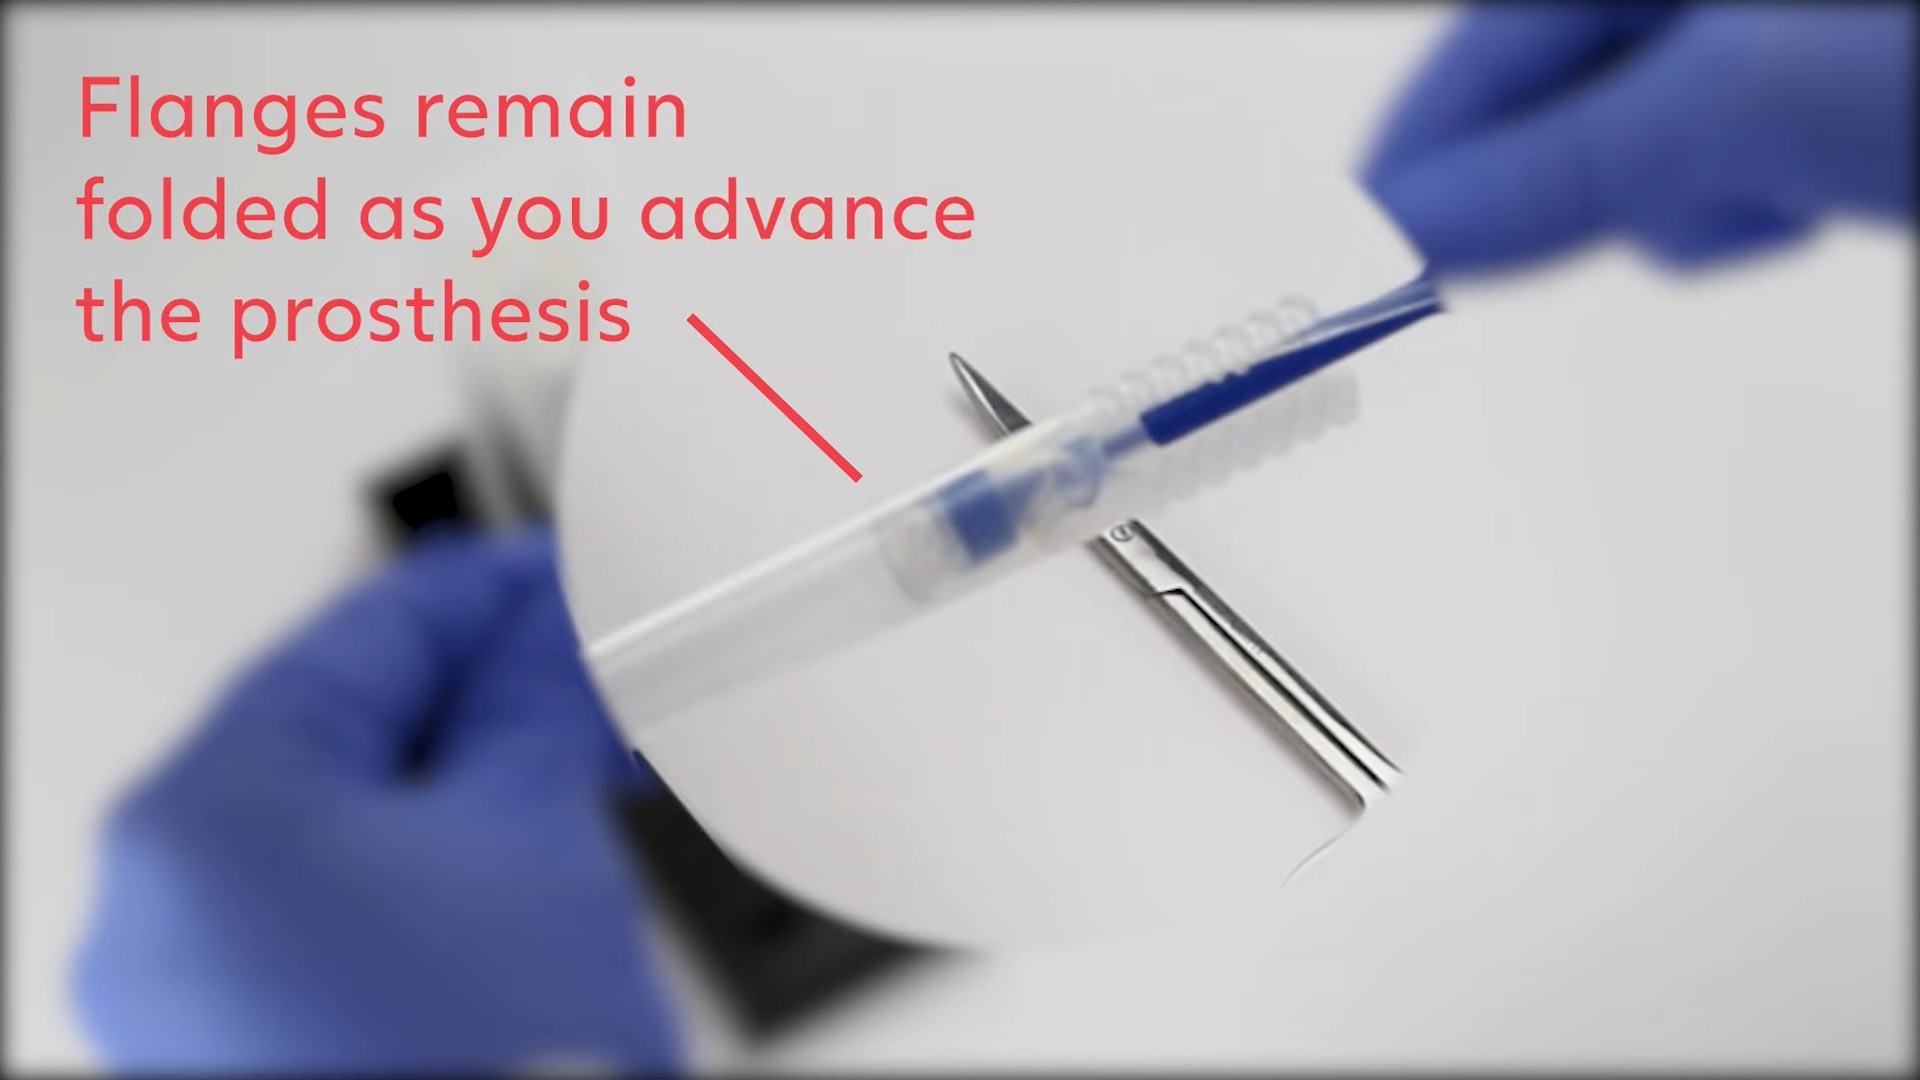 Flanges remain
folded as you advance
the prosthesis